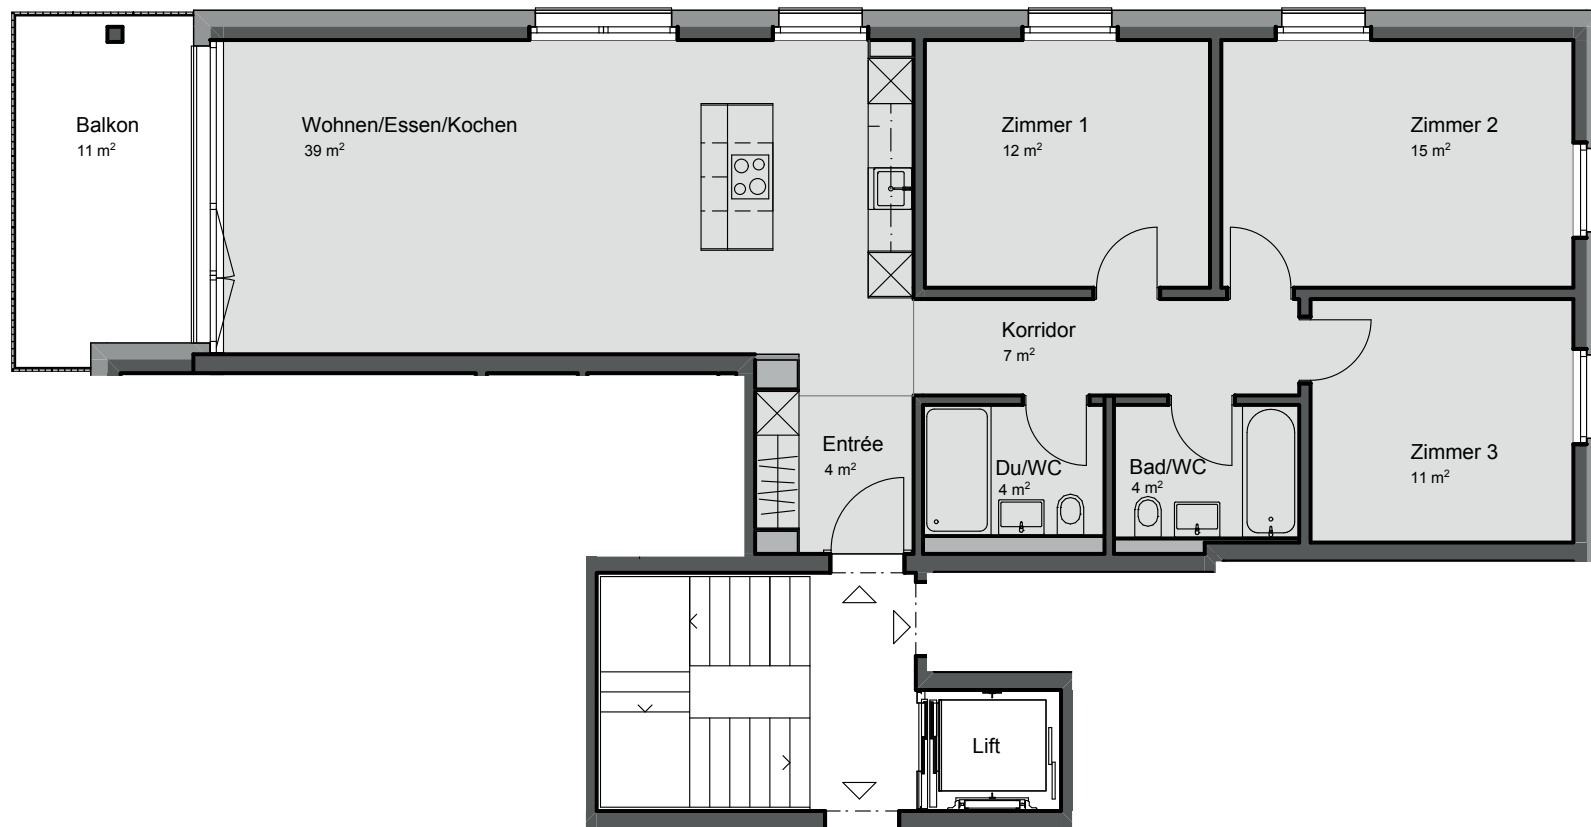 Balkon
11 m²
Wohnen/Essen/Kochen
39 m²
Zimmer 1
12 m²
Zimmer 2
15 m²
Korridor
7 m²
Entrée
4 m²
Du/WC
4 m²
Bad/WC
4 m²
Zimmer 3
11 m²
Lift